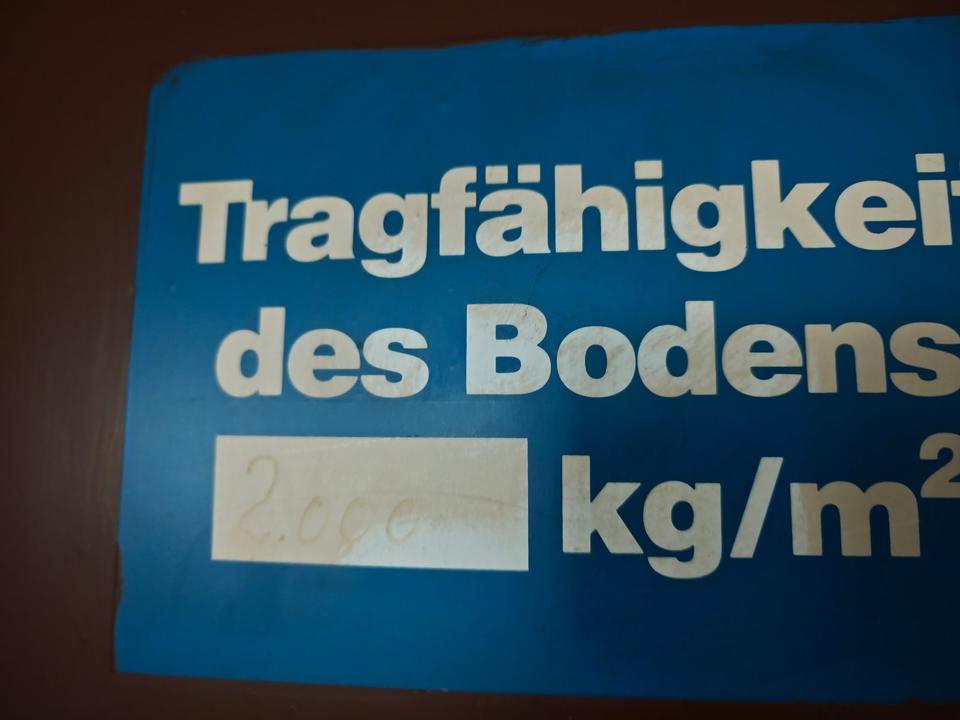 Tragfähigkeit
des Bodens
2.000 kg/m²